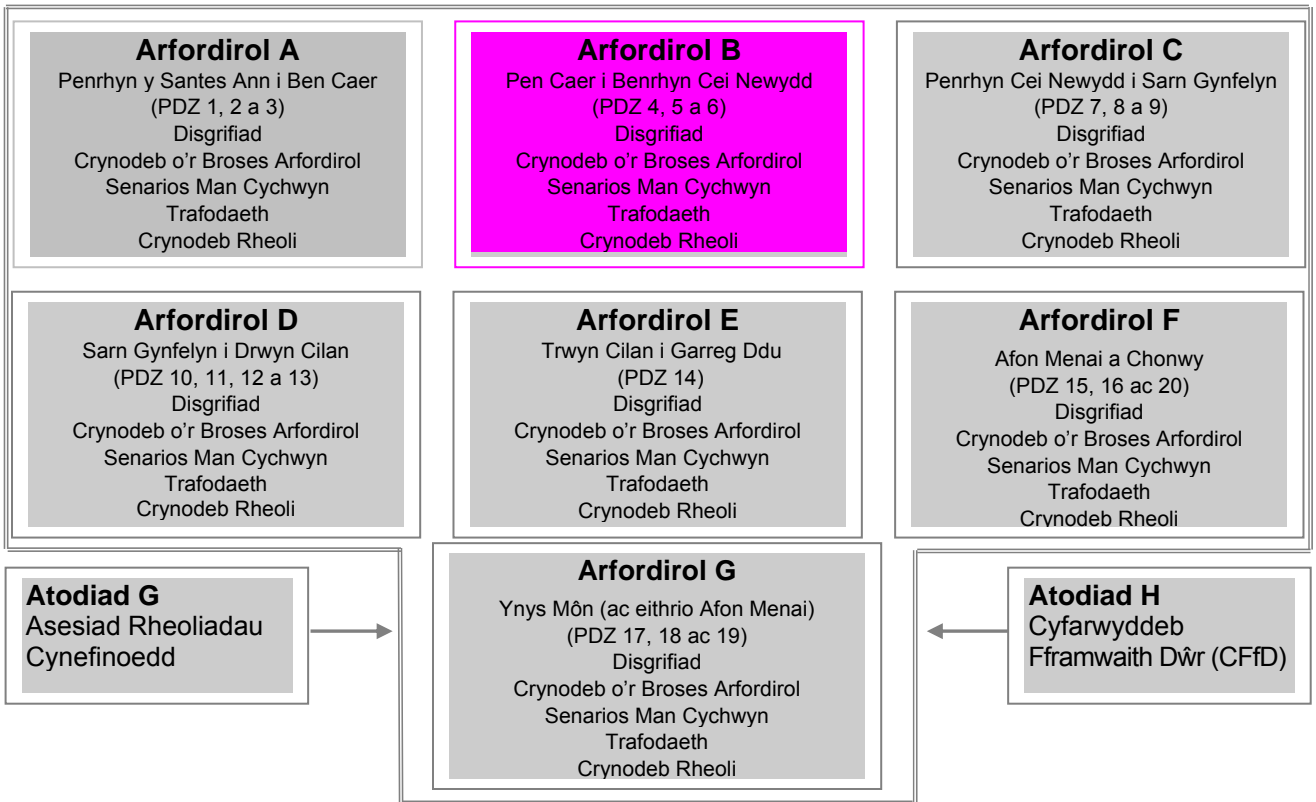 Arfordirol A
Penrhyn y Santes Ann i Ben Caer
(PDZ 1, 2 a 3)
Disgrifiad
Crynodeb o'r Broses Arfordirol
Senarios Man Cychwyn
Trafodaeth
Crynodeb Rheoli
Arfordirol B
Pen Caer i Benrhyn Cei Newydd
(PDZ 4, 5 a 6)
Disgrifiad
Crynodeb o'r Broses Arfordirol
Senarios Man Cychwyn
Trafodaeth
Crynodeb Rheoli
Arfordirol C
Penrhyn Cei Newydd i Sarn Gynfelyn
(PDZ 7, 8 a 9)
Disgrifiad
Crynodeb o'r Broses Arfordirol
Senarios Man Cychwyn
Trafodaeth
Crynodeb Rheoli
Arfordirol D
Sarn Gynfelyn i Drwyn Cilan
(PDZ 10, 11, 12 a 13)
Disgrifiad
Crynodeb o'r Broses Arfordirol
Senarios Man Cychwyn
Trafodaeth
Crynodeb Rheoli
Arfordirol E
Trwyn Cilan i Garreg Ddu
(PDZ 14)
Disgrifiad
Crynodeb o'r Broses Arfordirol
Senarios Man Cychwyn
Trafodaeth
Crynodeb Rheoli
Arfordirol F
Afon Menai a Chonwy
(PDZ 15, 16 ac 20)
Disgrifiad
Crynodeb o'r Broses Arfordirol
Senarios Man Cychwyn
Trafodaeth
Crynodeb Rheoli
Atodiad G
Asesiad Rheoliadau
Cynefinoedd
Arfordirol G
Ynys Môn (ac eithrio Afon Menai)
(PDZ 17, 18 ac 19)
Disgrifiad
Crynodeb o'r Broses Arfordirol
Senarios Man Cychwyn
Trafodaeth
Crynodeb Rheoli
Atodiad H
Cyfarwyddeb
Fframwaith Dŵr (CFfD)